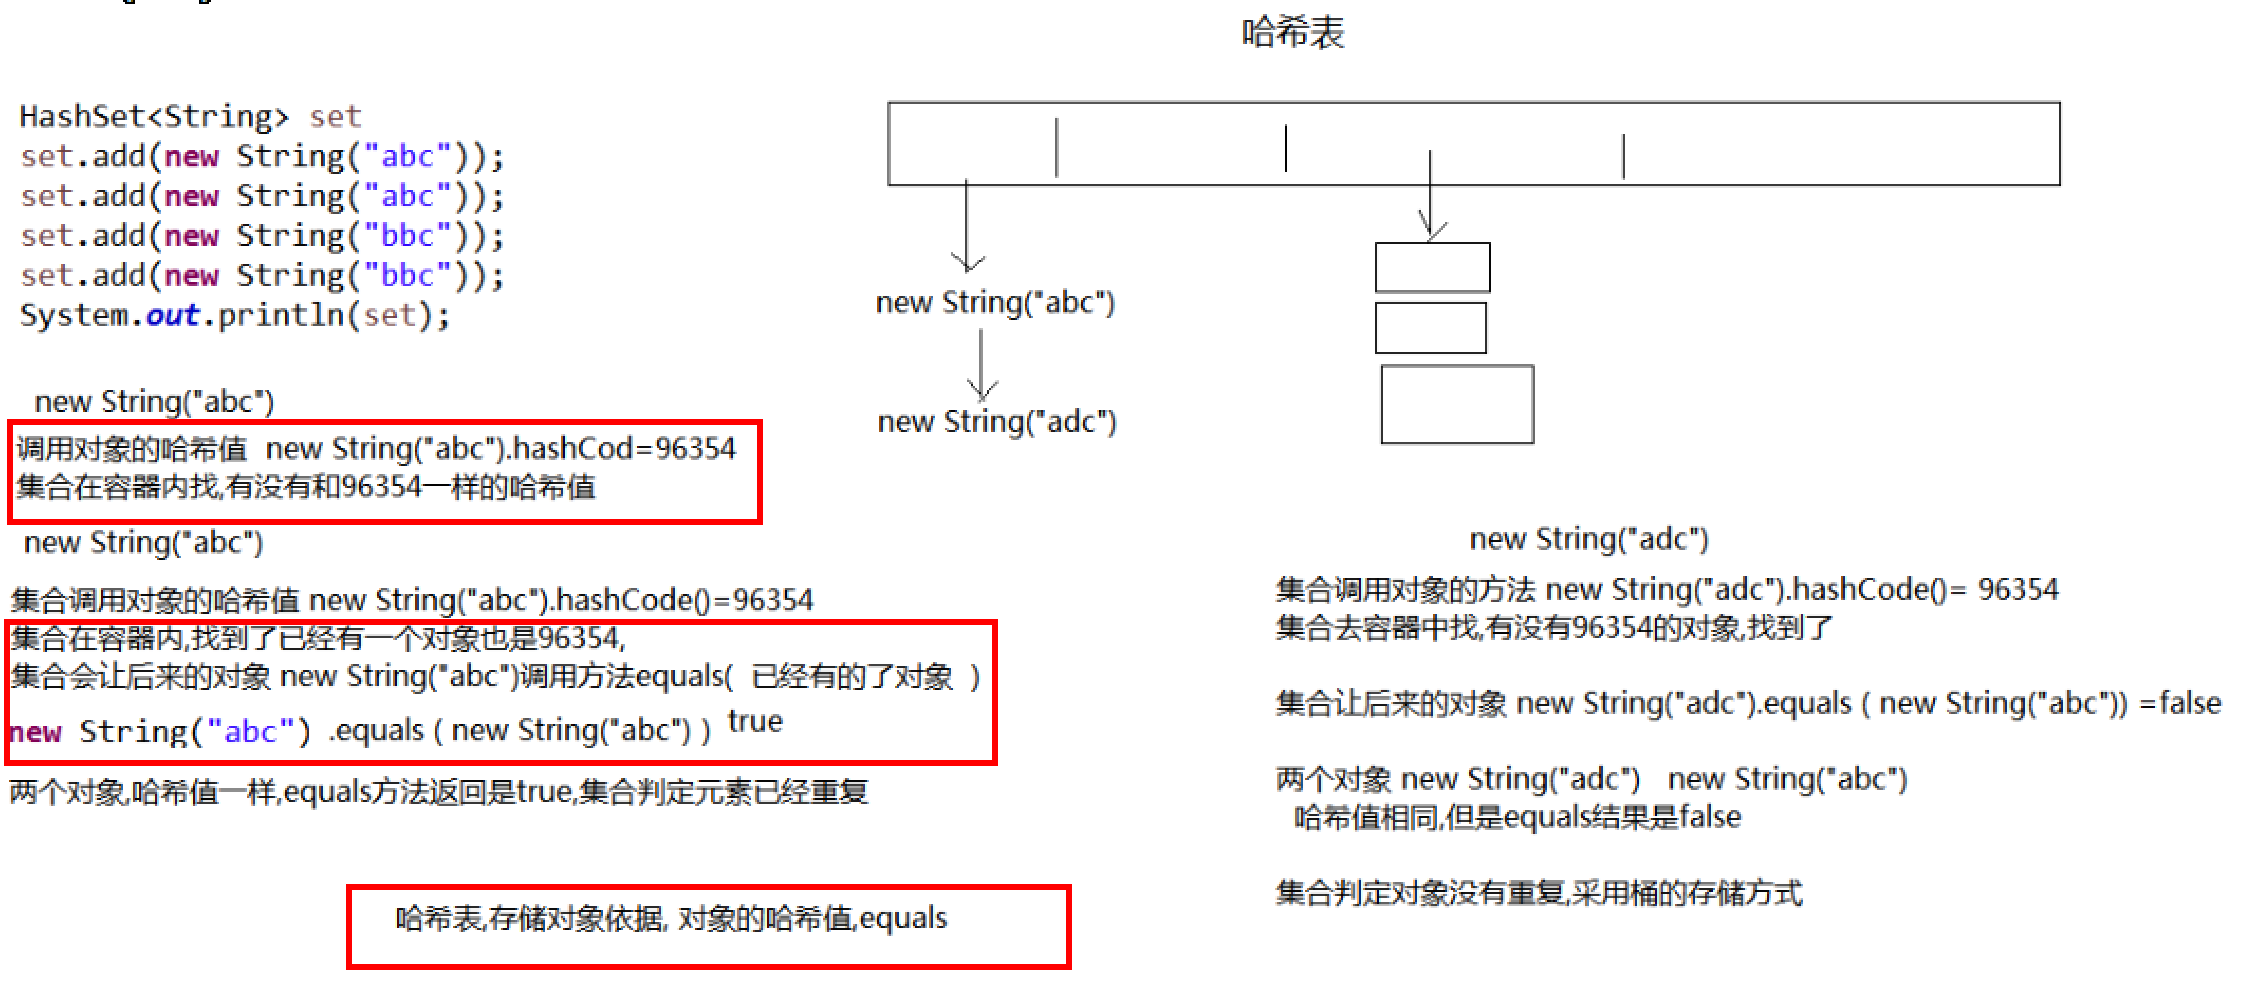 哈希表
HashSet<String> set
set.add(new String("abc"));
set.add(new String("abc"));
set.add(new String("bbc"));
set.add(new String("bbc"));
System.out.println(set);
new String("abc")
new String("adc")
new String("abc")
调用对象的哈希值 new String("abc").hashCod=96354
集合在容器内找,有没有和96354一样的哈希值
new String("abc")
集合调用对象的哈希值 new String("abc").hashCode()=96354
集合在容器内,找到了已经有一个对象也是96354,
集合会让后来的对象 new String("abc")调用方法equals( 已经有的了对象 )
new String("abc") .equals ( new String("abc") ) true
两个对象,哈希值一样,equals方法返回是true,集合判定元素已经重复
new String("adc")
集合调用对象的方法 new String("adc").hashCode()= 96354
集合去容器中找,有没有96354的对象,找到了
集合让后来的对象 new String("adc").equals ( new String("abc")) =false
两个对象 new String("adc") new String("abc")
哈希值相同,但是equals结果是false
集合判定对象没有重复,采用桶的存储方式
哈希表,存储对象依据, 对象的哈希值,equals